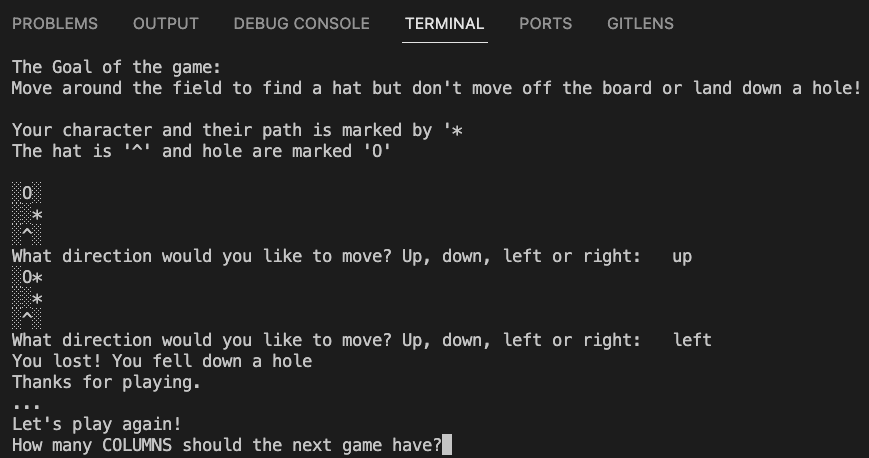 PROBLEMS OUTPUT DEBUG CONSOLE TERMINAL PORTS GITLENS
The Goal of the game:
Move around the field to find a hat but don't move off the board or land down a hole!
Your character and their path is marked by '*
The hat is '^' and hole are marked 'O'
░O░
░░*
░^░
What direction would you like to move? Up, down, left or right:   up
░O*
░░*
░^░
What direction would you like to move? Up, down, left or right:   left
You lost! You fell down a hole
Thanks for playing.
...
Let's play again!
How many COLUMNS should the next game have?